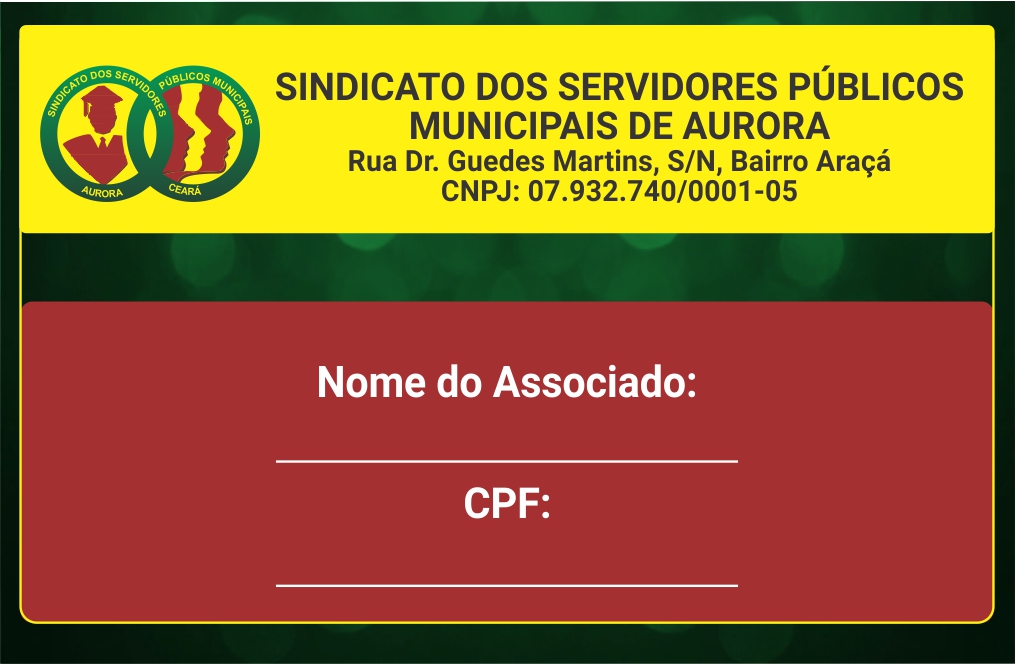 SINDICATO DOS SERVIDORES
PÚBLICOS MUNICIPAIS
AURORA
CEARÁ
SINDICATO DOS SERVIDORES PÚBLICOS
MUNICIPAIS DE AURORA
Rua Dr. Guedes Martins, S/N, Bairro Araçá
CNPJ: 07.932.740/0001-05
Nome do Associado:
CPF: